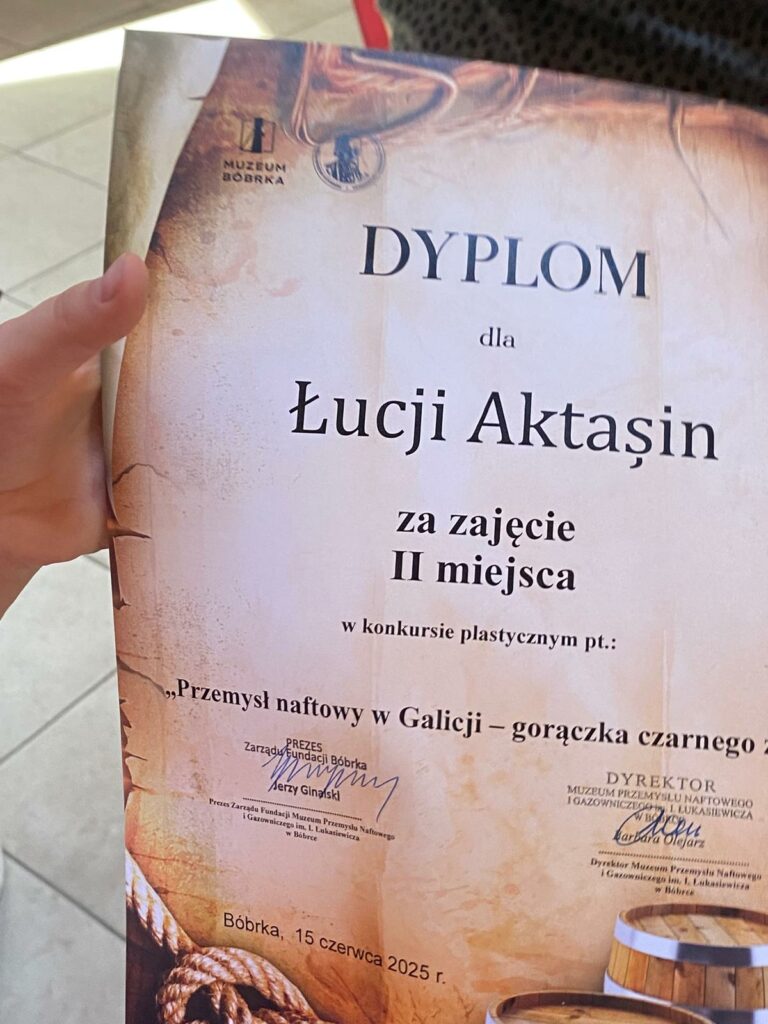 MUZEUM
BÓBRKA
DYPLOM
dla
Łucji Aktaşin
za zajęcie
II miejsca
w konkursie plastycznym pt.:
„Przemysł naftowy w Galicji – gorączka czarnego
PREZES
Zarządu Fundacji Bóbrka
Jerzy Ginalski
Prezes Zarządu Fundacji Muzeum Przemysłu Naftowego
i Gazowniczego im. I. Łukasiewicza
w Bóbrce
DYREKTOR
MUZEUM PRZEMYSŁU NAFTOWEGO
I GAZOWNICZEGO im. I. ŁUKASIEWICZA
W BÓBRCE
Barbara Olejarz
Dyrektor Muzeum Przemysłu Naftowego
i Gazowniczego im. I. Łukasiewicza
w Bóbrce
Bóbrka, 15 czerwca 2025 r.